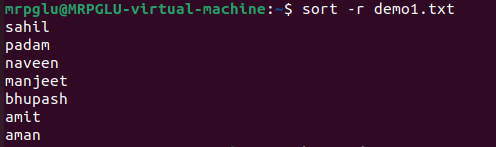 mrpglu@MRPGLU-virtual-machine:~$ sort -r demo1.txt
sahil
padam
naveen
manjeet
bhupash
amit
aman